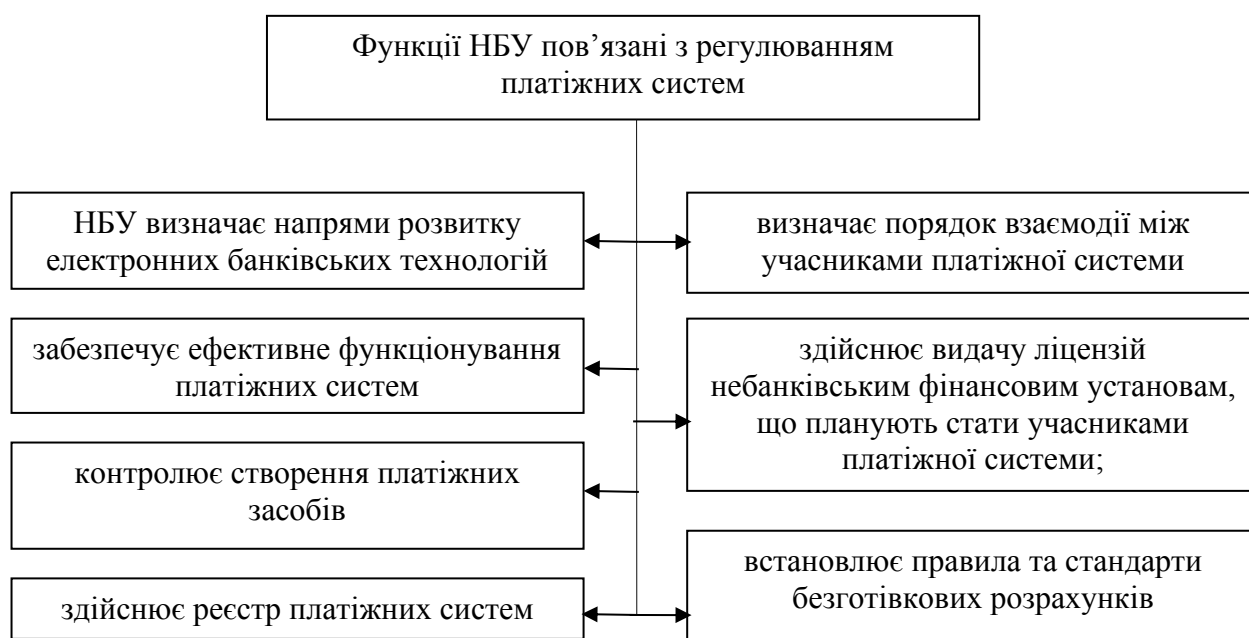 Функції НБУ пов’язані з регулюванням
платіжних систем
НБУ визначає напрями розвитку
електронних банківських технологій
визначає порядок взаємодії між
учасниками платіжної системи
забезпечує ефективне функціонування
платіжних систем
здійснює видачу ліцензій
небанківським фінансовим установам,
що планують стати учасниками
платіжної системи;
контролює створення платіжних
засобів
встановлює правила та стандарти
безготівкових розрахунків
здійснює реєстр платіжних систем